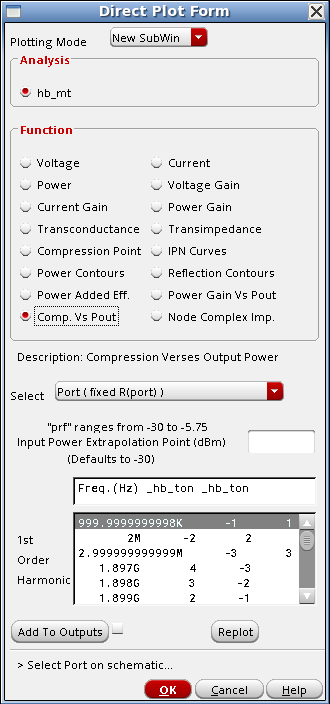 Direct Plot Form
Plotting Mode New SubWin
Analysis
hb_mt
Function
Voltage Current
Power Voltage Gain
Current Gain Power Gain
Transconductance Transimpedance
Compression Point IPN Curves
Power Contours Reflection Contours
Power Added Eff. Power Gain Vs Pout
Comp. Vs Pout Node Complex Imp.
Description: Compression Verses Output Power
Select Port ( fixed R(port) )
"prf" ranges from -30 to -5.75
Input Power Extrapolation Point (dBm)
(Defaults to -30)
Freq.(Hz) _hb_ton _hb_ton
1st
Order
Harmonic
999.9999999998K -1 1
2M -2 2
2.999999999999M -3 3
1.897G 4 -3
1.898G 3 -2
1.899G 2 -1
Add To Outputs Replot
> Select Port on schematic...
OK Cancel Help